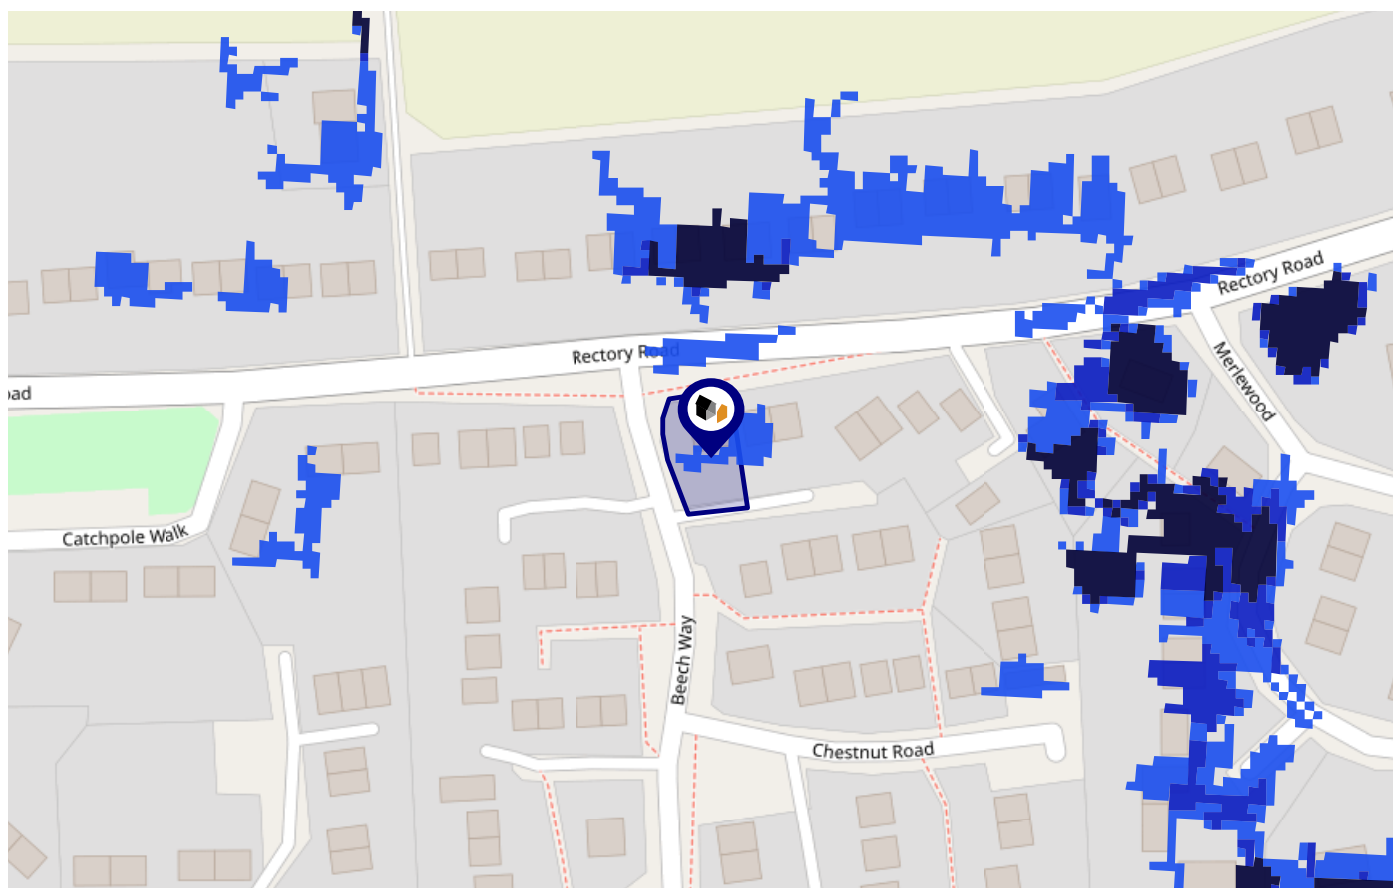 Rectory Road
Rectory Road
oad
Merlewood
Catchpole Walk
Beech Way
Chestnut Road